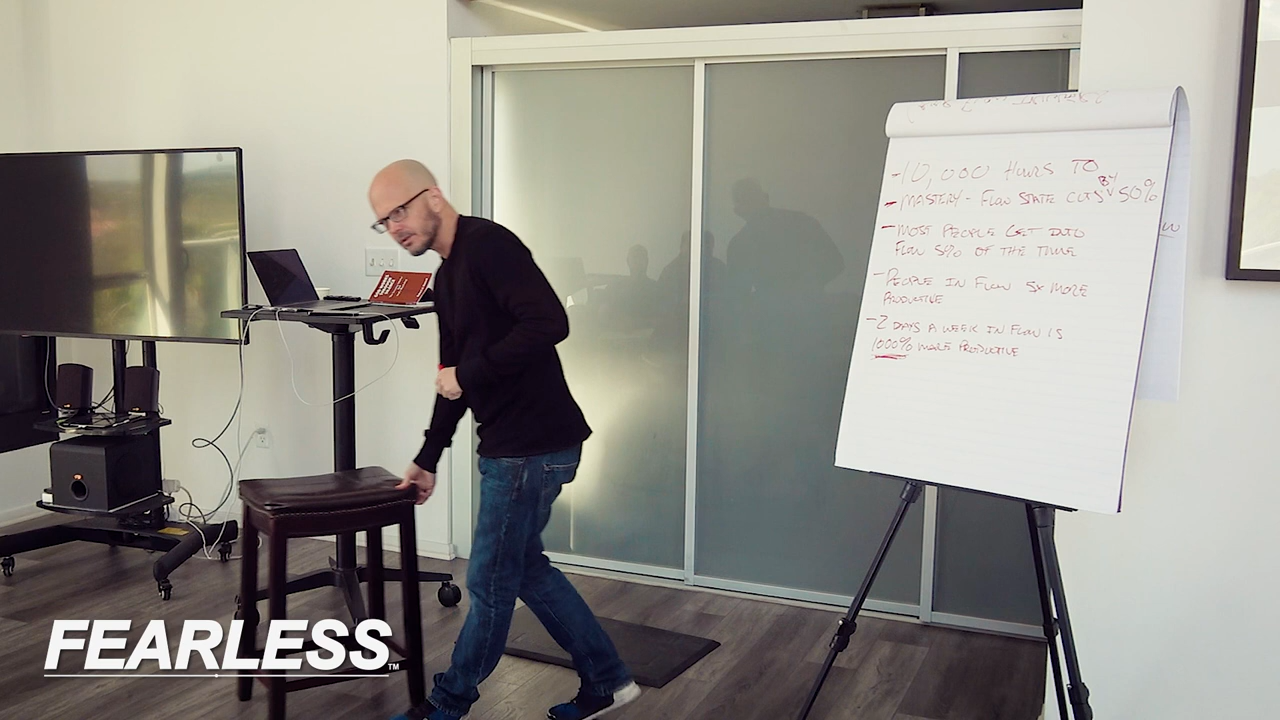 - 10,000 HOURS TO
BY
- MASTERY - FLOW STATE CUTS 50%
- MOST PEOPLE GET INTO
FLOW 5% OF THE TIME
- PEOPLE IN FLOW 5X MORE
PRODUCTIVE
- 2 DAYS A WEEK IN FLOW IS
1000% MORE PRODUCTIVE
FEARLESS™